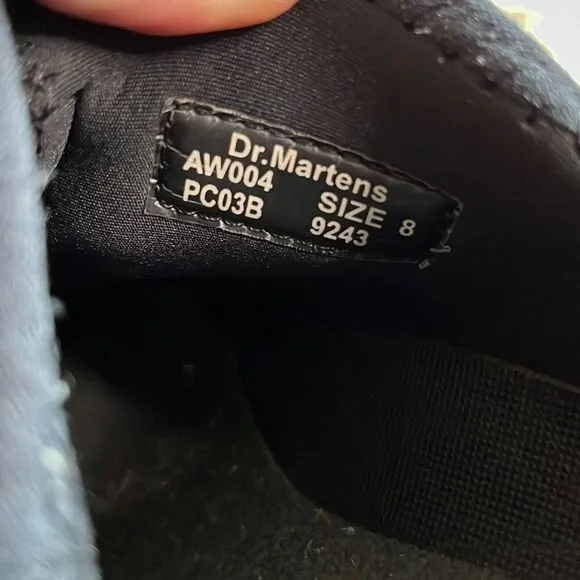 Dr.Martens
AW004 SIZE 8
PC03B 9243